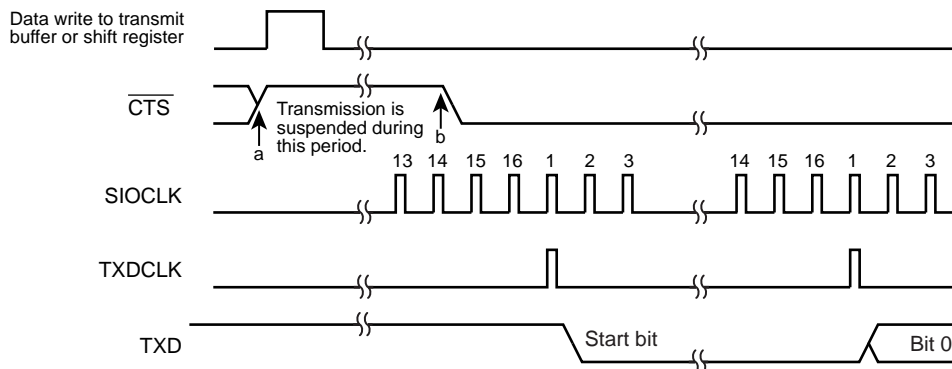 Data write to transmit
buffer or shift register
CTS
Transmission is
suspended during
this period.
a
b
13 14 15 16 1 2 3 14 15 16 1 2 3
SIOCLK
TXDCLK
TXD
Start bit
Bit 0